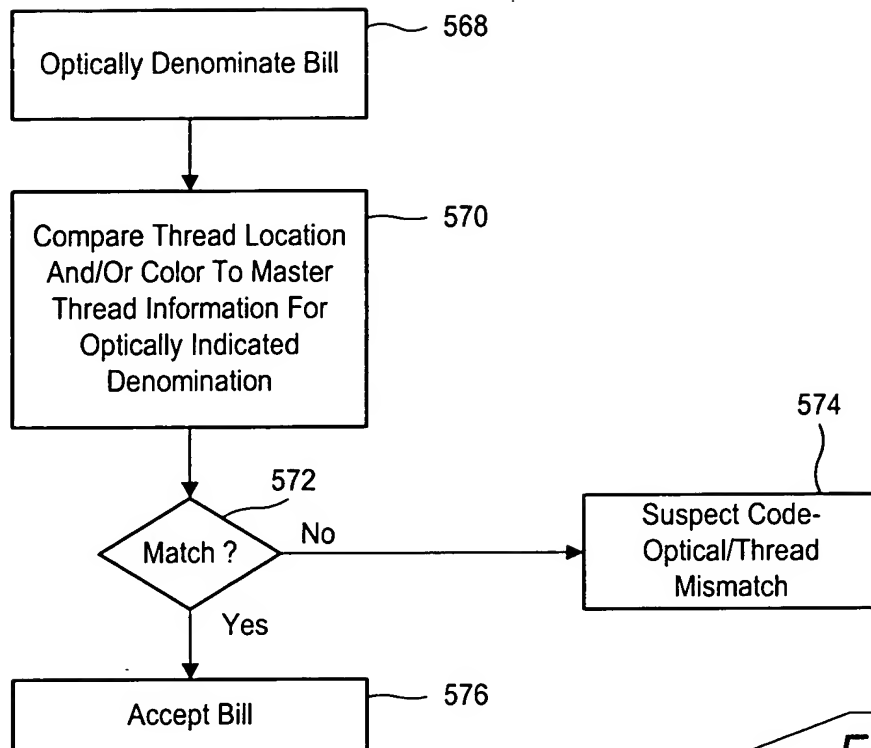 568
Optically Denominate Bill
570
Compare Thread Location
And/Or Color To Master
Thread Information For
Optically Indicated
Denomination
574
572
Match ?
No
Suspect Code-
Optical/Thread
Mismatch
Yes
576
Accept Bill